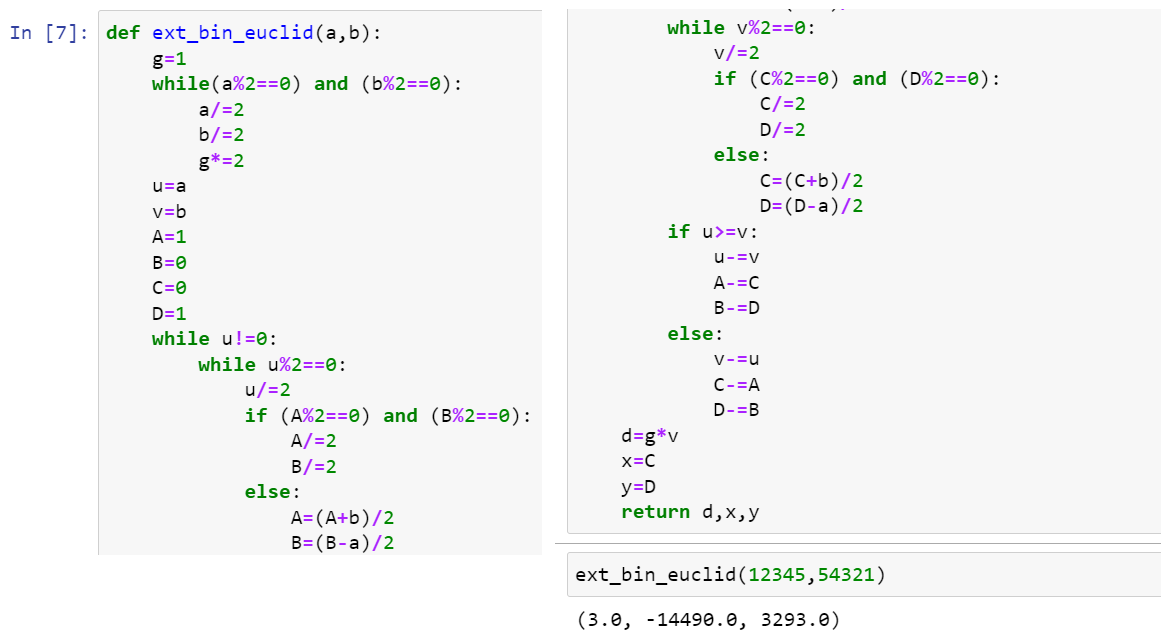 In [7]: def ext_bin_euclid(a,b):
    g=1
    while(a%2==0) and (b%2==0):
        a/=2
        b/=2
        g*=2
    u=a
    v=b
    A=1
    B=0
    C=0
    D=1
    while u!=0:
        while u%2==0:
            u/=2
            if (A%2==0) and (B%2==0):
                A/=2
                B/=2
            else:
                A=(A+b)/2
                B=(B-a)/2
        while v%2==0:
            v/=2
            if (C%2==0) and (D%2==0):
                C/=2
                D/=2
            else:
                C=(C+b)/2
                D=(D-a)/2
        if u>=v:
            u-=v
            A-=C
            B-=D
        else:
            v-=u
            C-=A
            D-=B
    d=g*v
    x=C
    y=D
    return d,x,y
ext_bin_euclid(12345,54321)
(3.0, -14490.0, 3293.0)